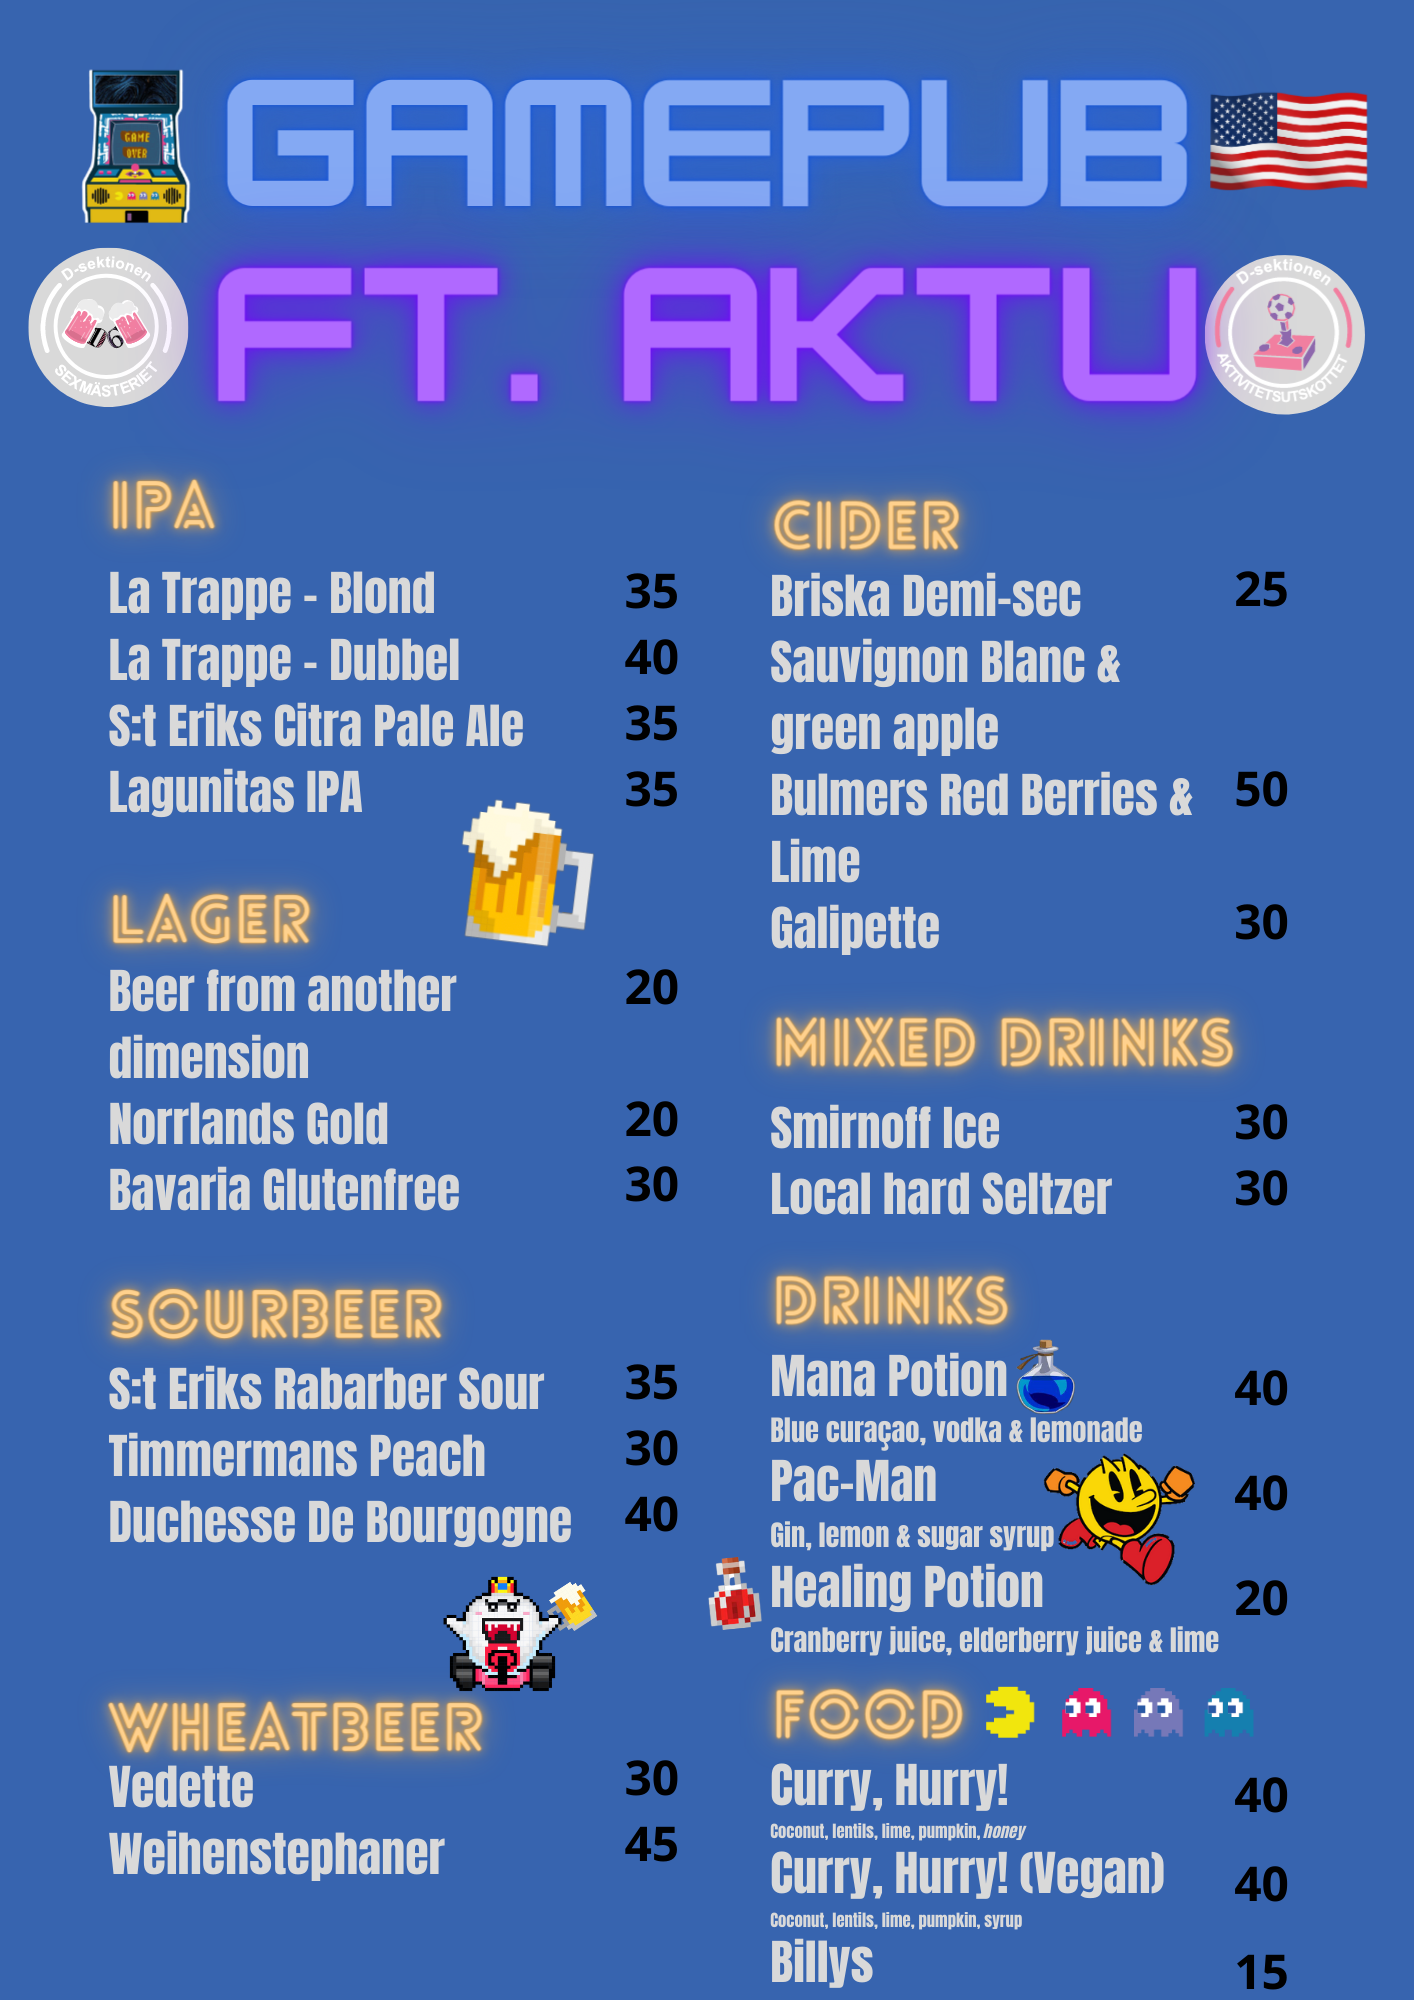 GAME
OVER
GAMEPUB
FT. AKTU
D-sektionen
D6
SEXMÄSTERIET
D-sektionen
AKTIVITETSUTSKOTTET
IPA
La Trappe - Blond 35
La Trappe - Dubbel 40
S:t Eriks Citra Pale Ale 35
Lagunitas IPA 35
LAGER
Beer from another 20
dimension
Norrlands Gold 20
Bavaria Glutenfree 30
SOURBEER
S:t Eriks Rabarber Sour 35
Timmermans Peach 30
Duchesse De Bourgogne 40
WHEATBEER
Vedette 30
Weihenstephaner 45
CIDER
Briska Demi-sec 25
Sauvignon Blanc &
green apple
Bulmers Red Berries & 50
Lime
Galipette 30
MIXED DRINKS
Smirnoff Ice 30
Local hard Seltzer 30
DRINKS
Mana Potion 40
Blue curaçao, vodka & lemonade
Pac-Man 40
Gin, lemon & sugar syrup
Healing Potion 20
Cranberry juice, elderberry juice & lime
FOOD
Curry, Hurry! 40
Coconut, lentils, lime, pumpkin, honey
Curry, Hurry! (Vegan) 40
Coconut, lentils, lime, pumpkin, syrup
Billys 15